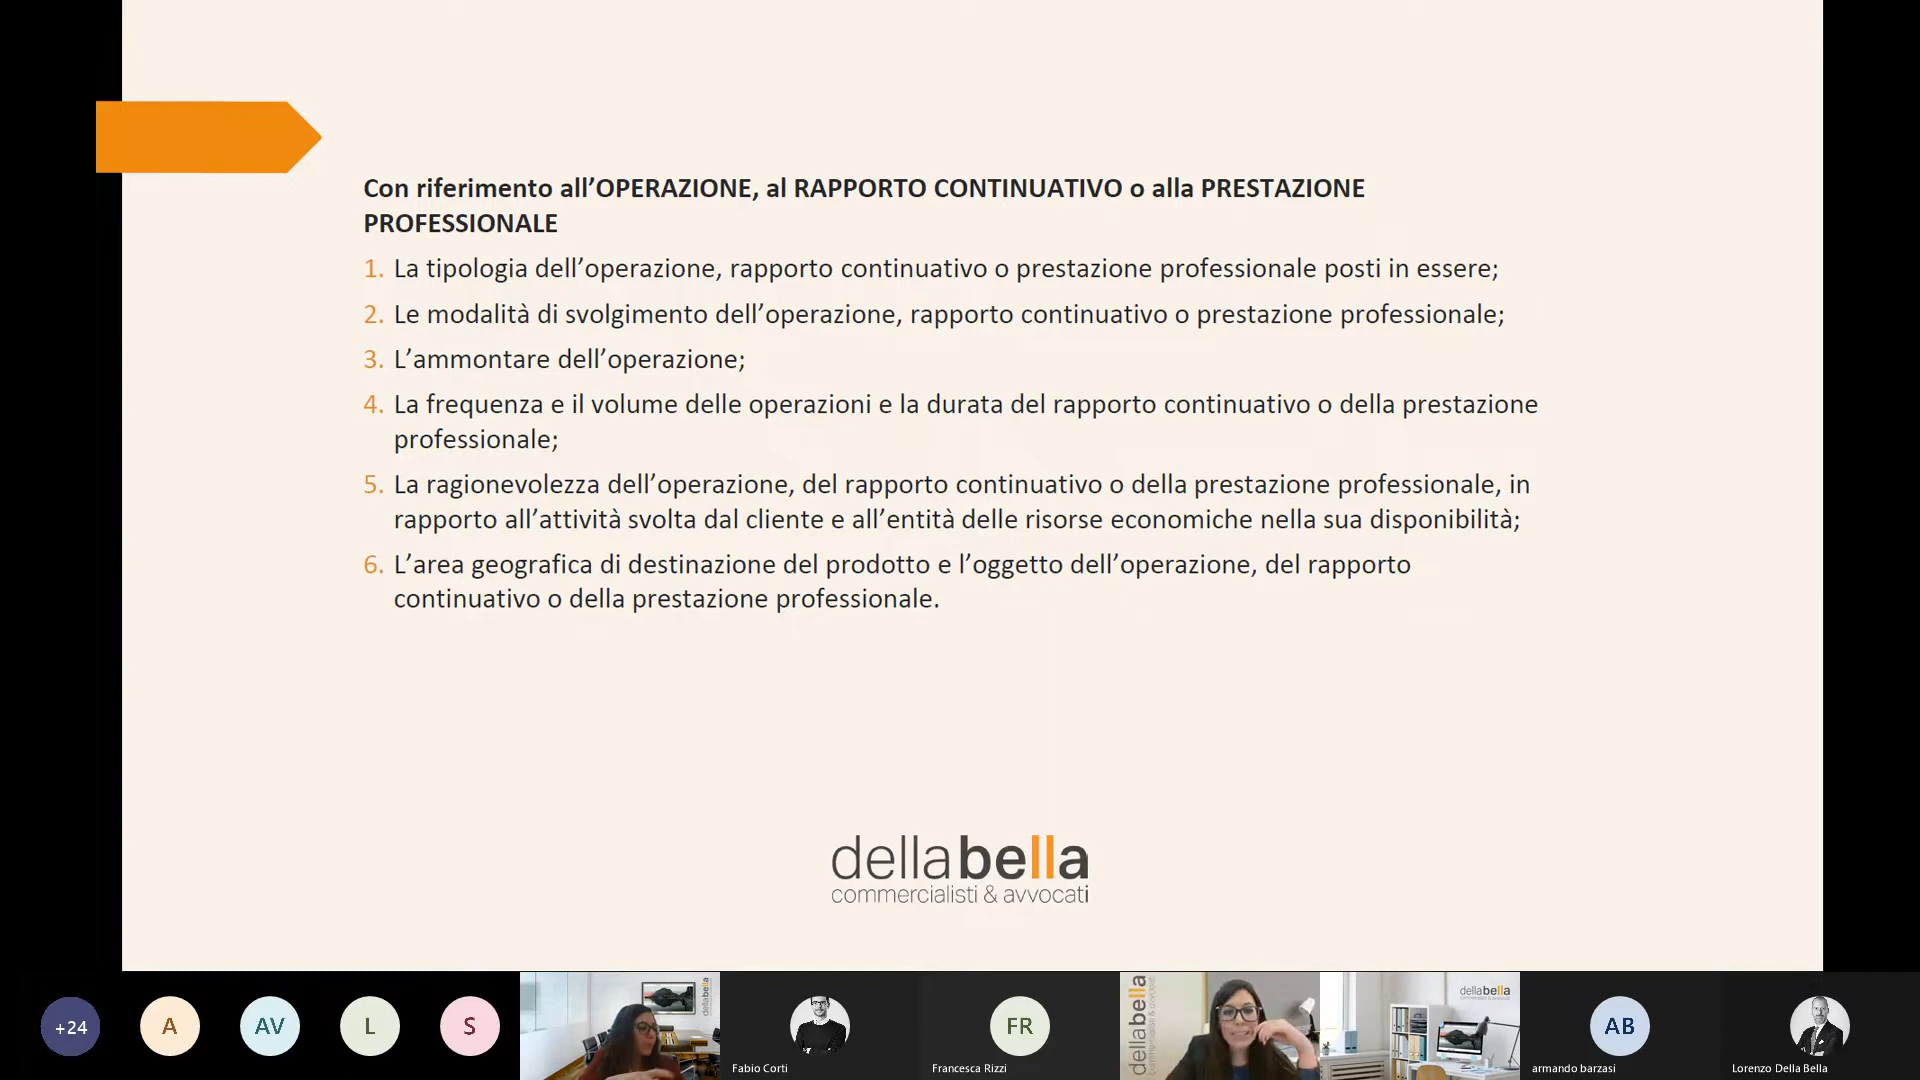 Con riferimento all’OPERAZIONE, al RAPPORTO CONTINUATIVO o alla PRESTAZIONE
PROFESSIONALE
1. La tipologia dell’operazione, rapporto continuativo o prestazione professionale posti in essere;
2. Le modalità di svolgimento dell’operazione, rapporto continuativo o prestazione professionale;
3. L’ammontare dell’operazione;
4. La frequenza e il volume delle operazioni e la durata del rapporto continuativo o della prestazione
professionale;
5. La ragionevolezza dell’operazione, del rapporto continuativo o della prestazione professionale, in
rapporto all’attività svolta dal cliente e all’entità delle risorse economiche nella sua disponibilità;
6. L’area geografica di destinazione del prodotto e l’oggetto dell’operazione, del rapporto
continuativo o della prestazione professionale.
dellabella
commercialisti & avvocati
+24
A
AV
L
S
dellabella
Fabio Corti
FR
Francesca Rizzi
dellabella
commercialisti & avvocati
dellabella
AB
armando barzasi
Lorenzo Della Bella